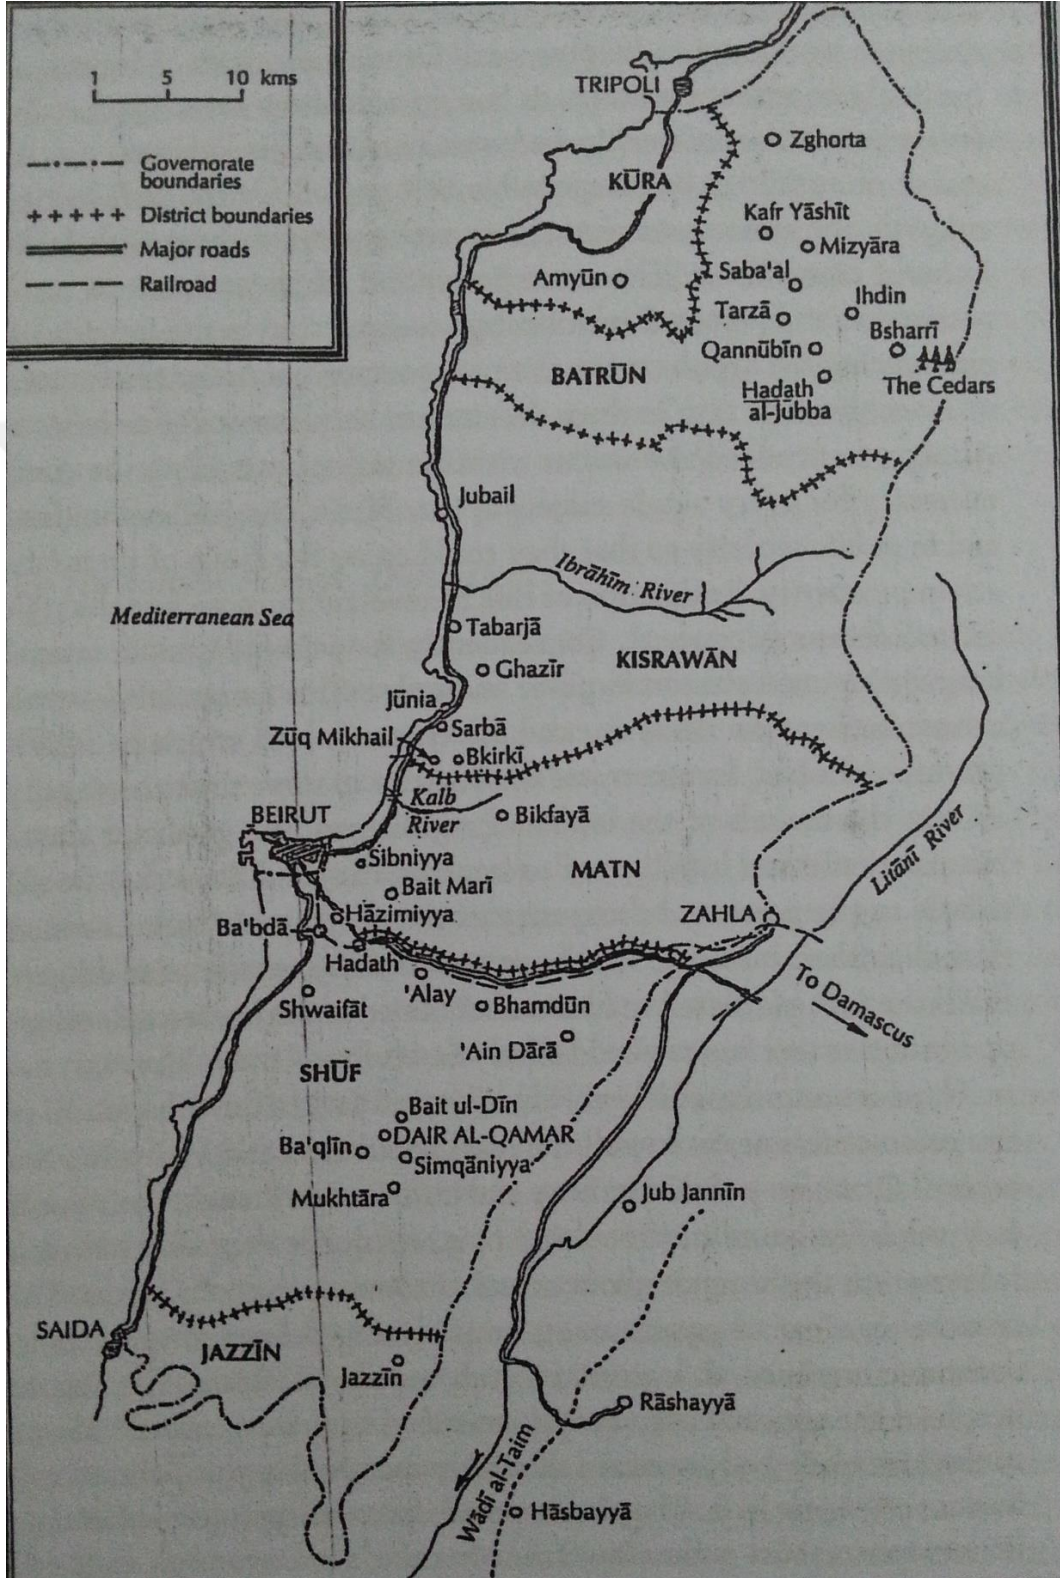 1 5 10 kms
Governorate
boundaries
District boundaries
Major roads
Railroad
TRIPOLI
Zghorta
KŪRA
Kafr Yāshīt
Mizyāra
Amyūn
Saba'al
Ihdin
Tarzā
Bsharrī
Qannūbīn
BATRŪN
The Cedars
Hadath
al-Jūbba
Jubail
Ibrāhīm River
Mediterranean Sea
Tabarjā
KISRAWĀN
Ghazīr
Jūnia
Sarbā
Zūq Mikhail
Bkirkī
Kalb
River
BEIRUT
Bikfayā
Sibniyya
MATN
Litānī River
Bait Marī
ZAHLA
Hāzimiyya
Ba'bdā
Hadath
'Alay
To Damascus
Shwaifāt
Bhamdūn
'Ain Dārā
SHŪF
Bait ul-Dīn
DAIR AL-QAMAR
Ba'qlīn
Simqāniyya
Mukhtāra
Jub Jannīn
SAIDA
JAZZĪN
Jazzīn
Rāshayyā
Wādī al-Taim
Hāsbayyā